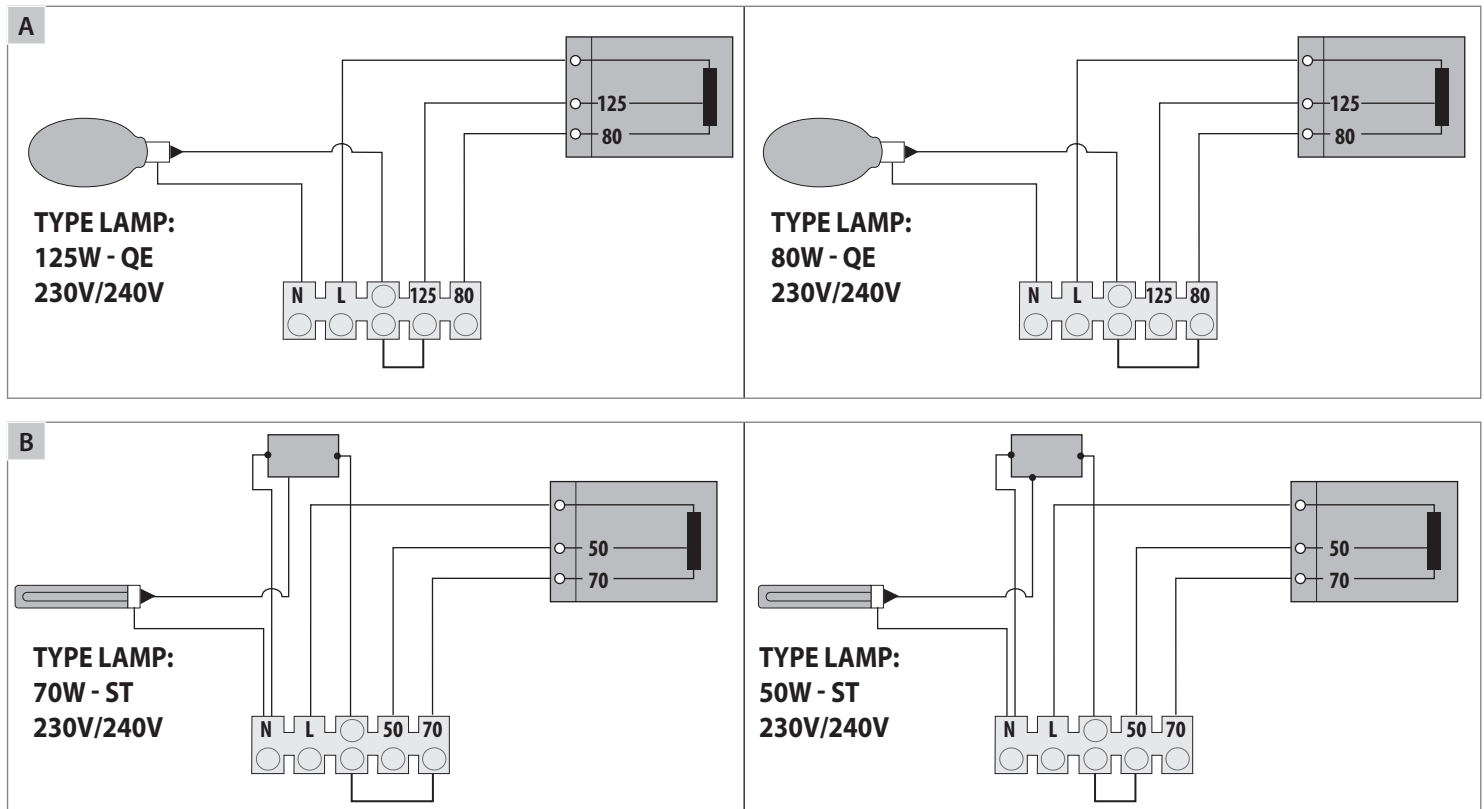 A
125
80
TYPE LAMP:
125W - QE
230V/240V
N L 125 80
125
80
TYPE LAMP:
80W - QE
230V/240V
N L 125 80
B
50
70
TYPE LAMP:
70W - ST
230V/240V
N L 50 70
50
70
TYPE LAMP:
50W - ST
230V/240V
N L 50 70